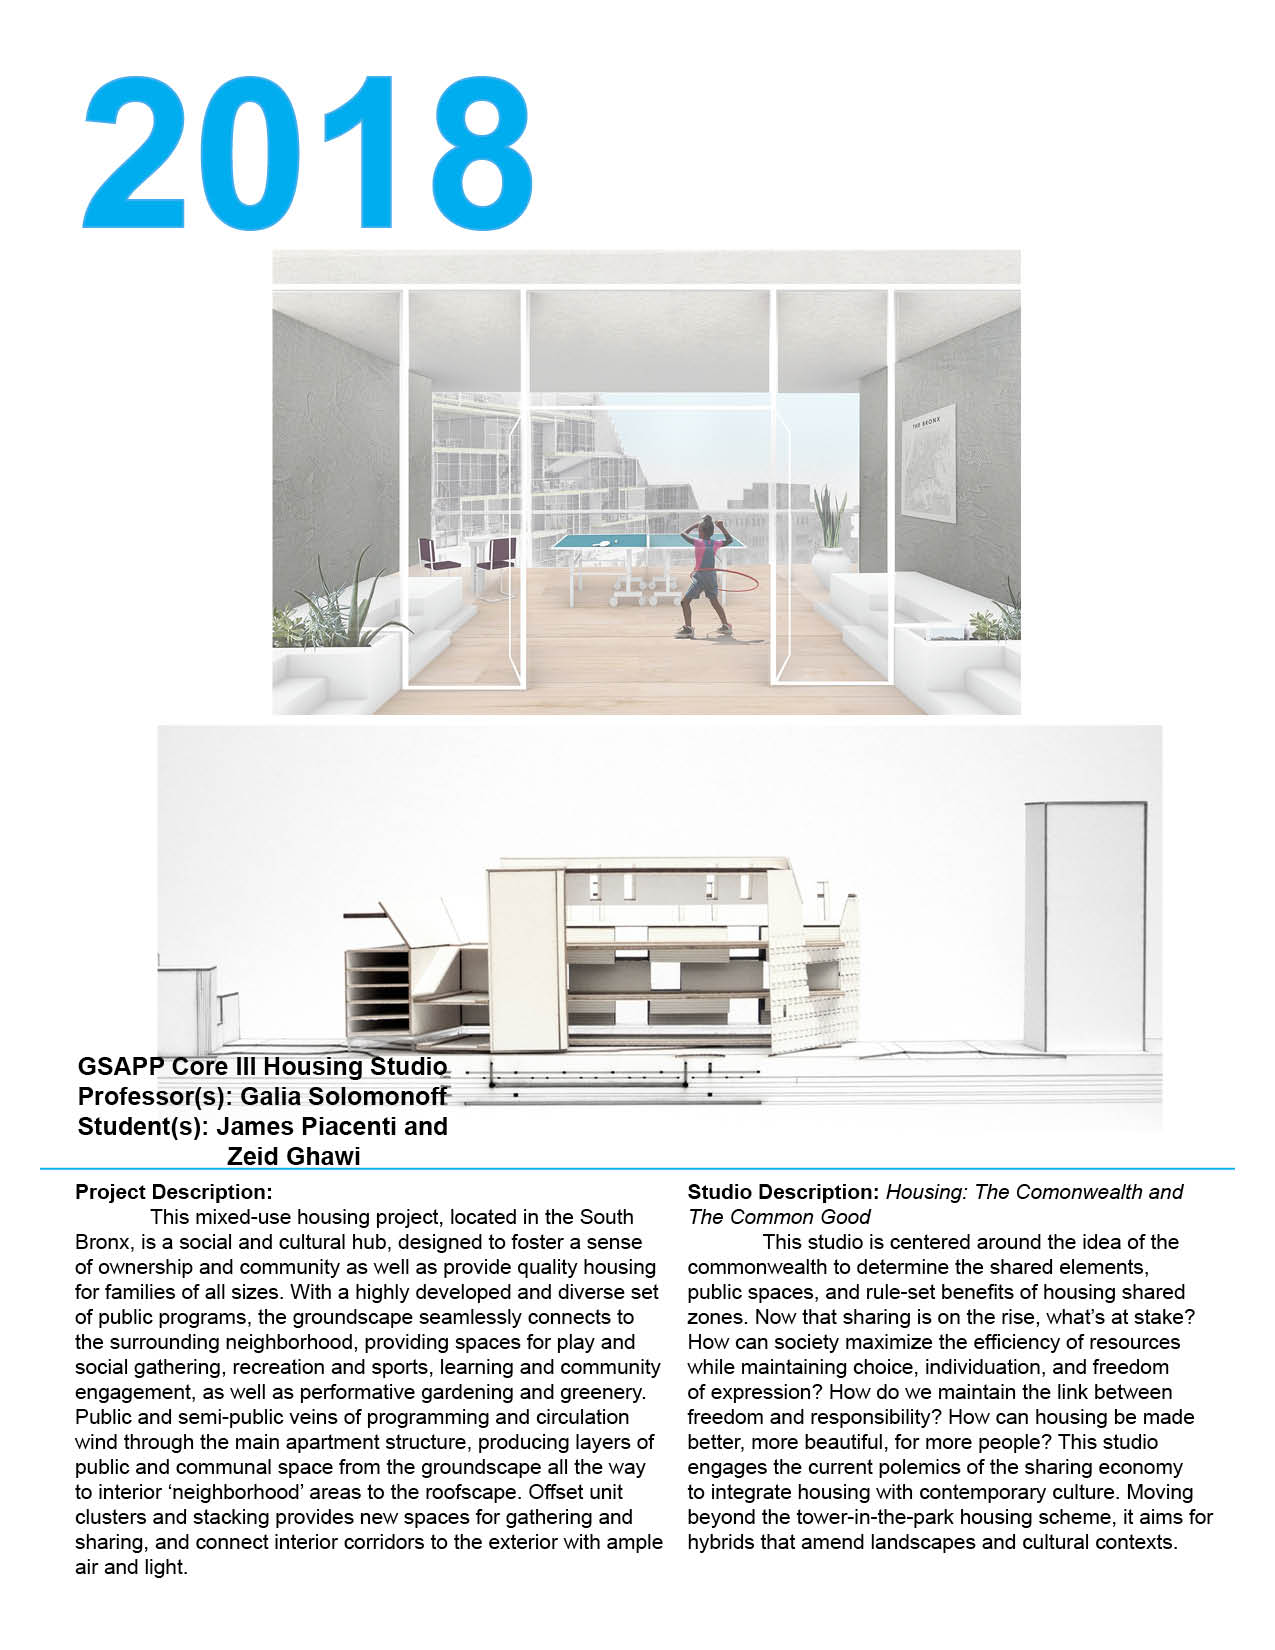 2018
THE BRONX
GSAPP Core III Housing Studio
Professor(s): Galia Solomonoff
Student(s): James Piacenti and
Zeid Ghawi
Project Description:
This mixed-use housing project, located in the South
Bronx, is a social and cultural hub, designed to foster a sense
of ownership and community as well as provide quality housing
for families of all sizes. With a highly developed and diverse set
of public programs, the groundscape seamlessly connects to
the surrounding neighborhood, providing spaces for play and
social gathering, recreation and sports, learning and community
engagement, as well as performative gardening and greenery.
Public and semi-public veins of programming and circulation
wind through the main apartment structure, producing layers of
public and communal space from the groundscape all the way
to interior ‘neighborhood’ areas to the roofscape. Offset unit
clusters and stacking provides new spaces for gathering and
sharing, and connect interior corridors to the exterior with ample
air and light.
Studio Description: Housing: The Comonwealth and
The Common Good
This studio is centered around the idea of the
commonwealth to determine the shared elements,
public spaces, and rule-set benefits of housing shared
zones. Now that sharing is on the rise, what’s at stake?
How can society maximize the efficiency of resources
while maintaining choice, individuation, and freedom
of expression? How do we maintain the link between
freedom and responsibility? How can housing be made
better, more beautiful, for more people? This studio
engages the current polemics of the sharing economy
to integrate housing with contemporary culture. Moving
beyond the tower-in-the-park housing scheme, it aims for
hybrids that amend landscapes and cultural contexts.